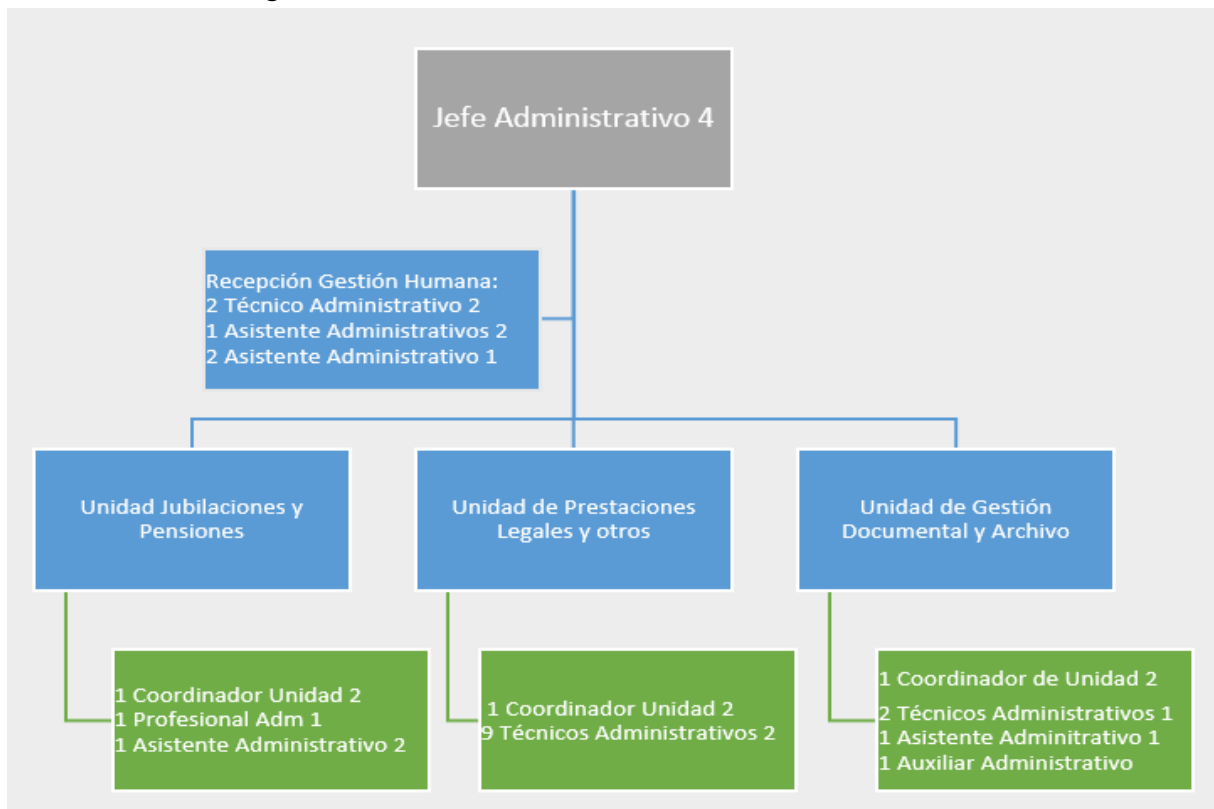 Jefe Administrativo 4
Recepción Gestión Humana:
2 Técnico Administrativo 2
1 Asistente Administrativos 2
2 Asistente Administrativo 1
Unidad Jubilaciones y
Pensiones
Unidad de Prestaciones
Legales y otros
Unidad de Gestión
Documental y Archivo
1 Coordinador Unidad 2
1 Profesional Adm 1
1 Asistente Administrativo 2
1 Coordinador Unidad 2
9 Técnicos Administrativos 2
1 Coordinador de Unidad 2
2 Técnicos Administrativos 1
1 Asistente Adminitrativo 1
1 Auxiliar Administrativo